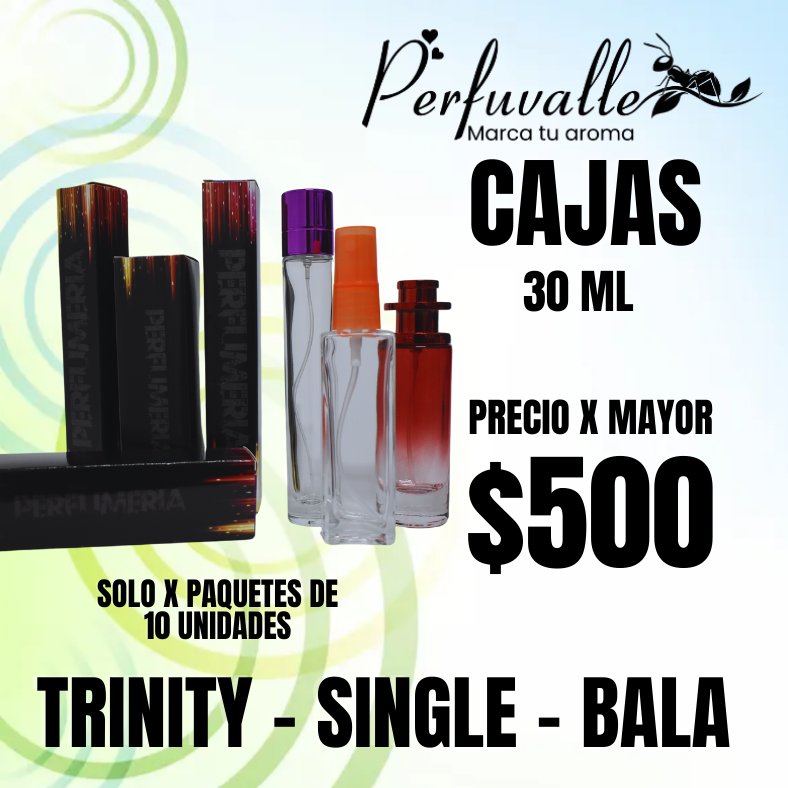 Perfuvalle
Marca tu aroma
CAJAS
30 ML
PERFUMERIA
PERFUMERIA
PERFUMERIA
PERFUMERIA
PRECIO X MAYOR
$500
SOLO X PAQUETES DE
10 UNIDADES
TRINITY - SINGLE - BALA